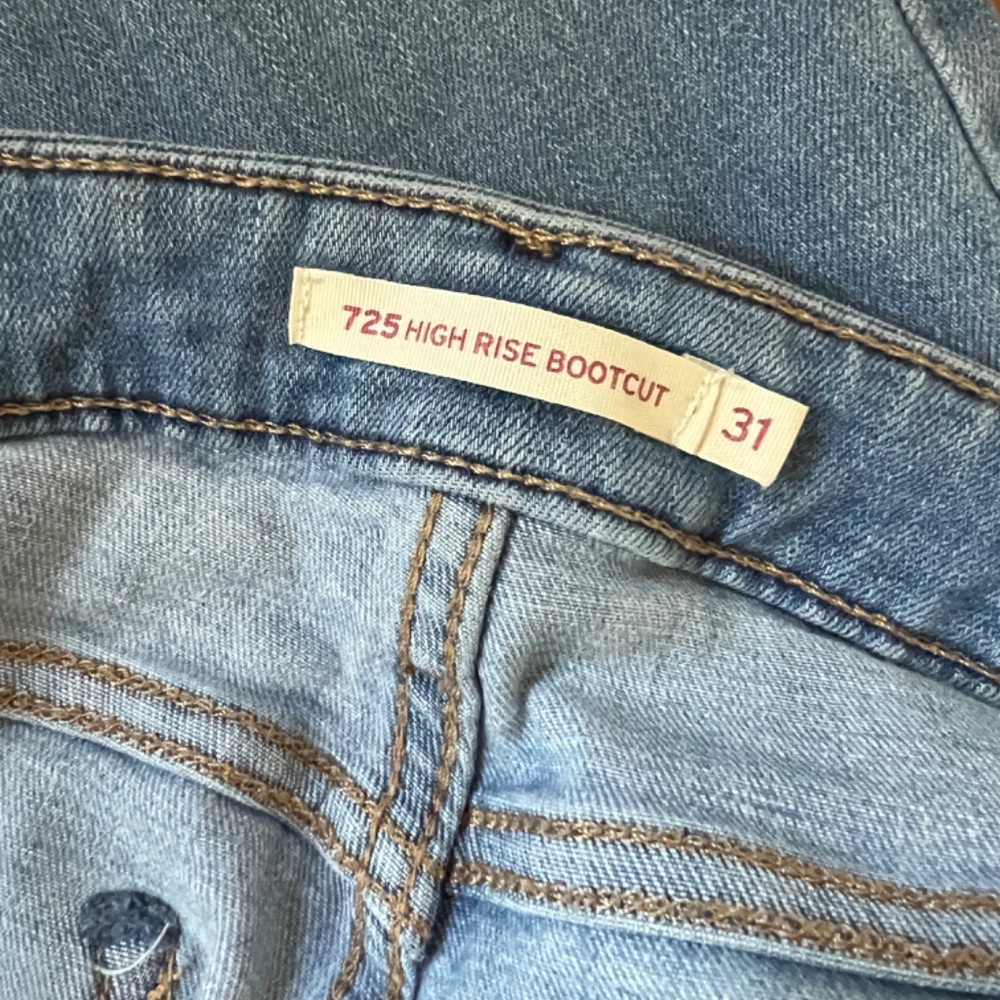 725 HIGH RISE BOOTCUT 31